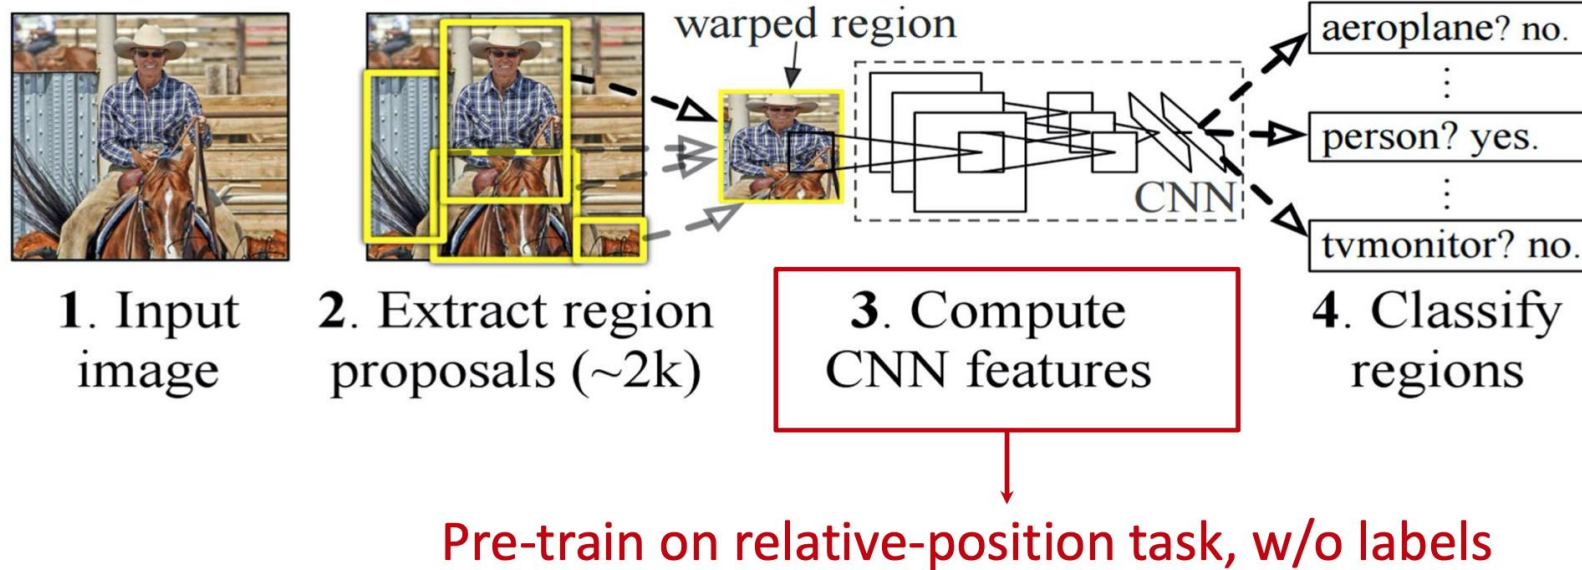 warped region
aeroplane? no.
⋮
person? yes.
⋮
tvmonitor? no.
CNN
1. Input
image
2. Extract region
proposals (~2k)
3. Compute
CNN features
4. Classify
regions
Pre-train on relative-position task, w/o labels